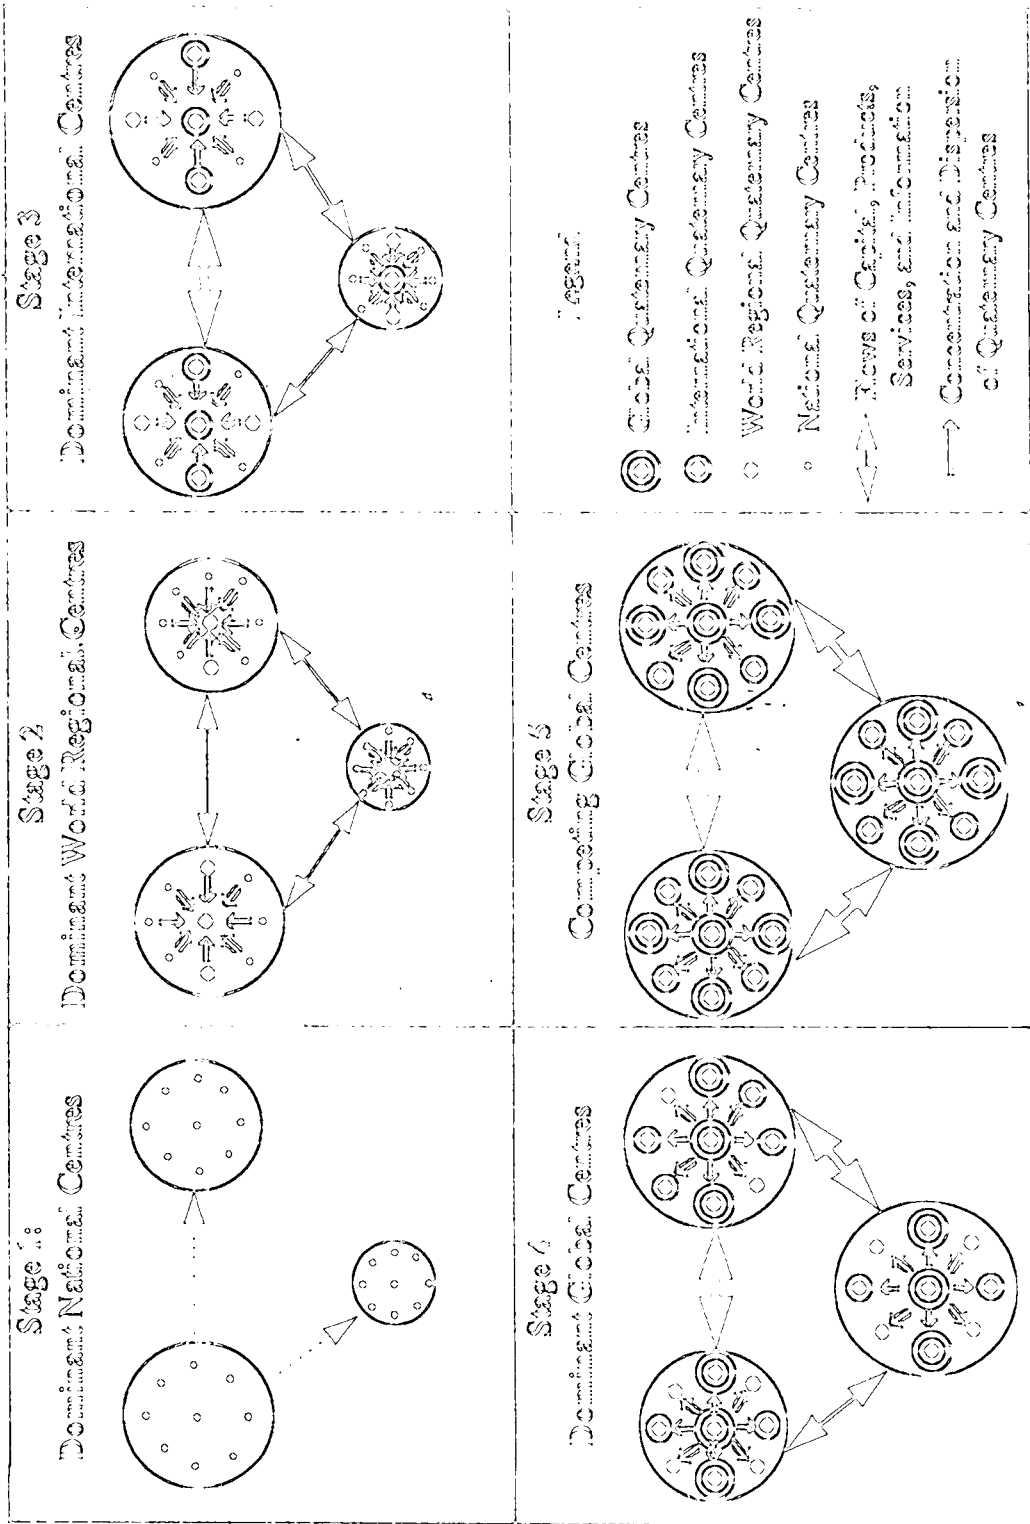 Stage 1:
Dominant National Centres
Stage 2
Dominant World Regional Centres
Stage 3
Dominant International Centres
Stage 4
Dominant Global Centres
Stage 5
Competing Global Centres
Legend
Global Quaternary Centres
International Quaternary Centres
World Regional Quaternary Centres
National Quaternary Centres
Flows of Capital, Products,
Services, and Information
Concentration and Dispersion
of Quaternary Centres